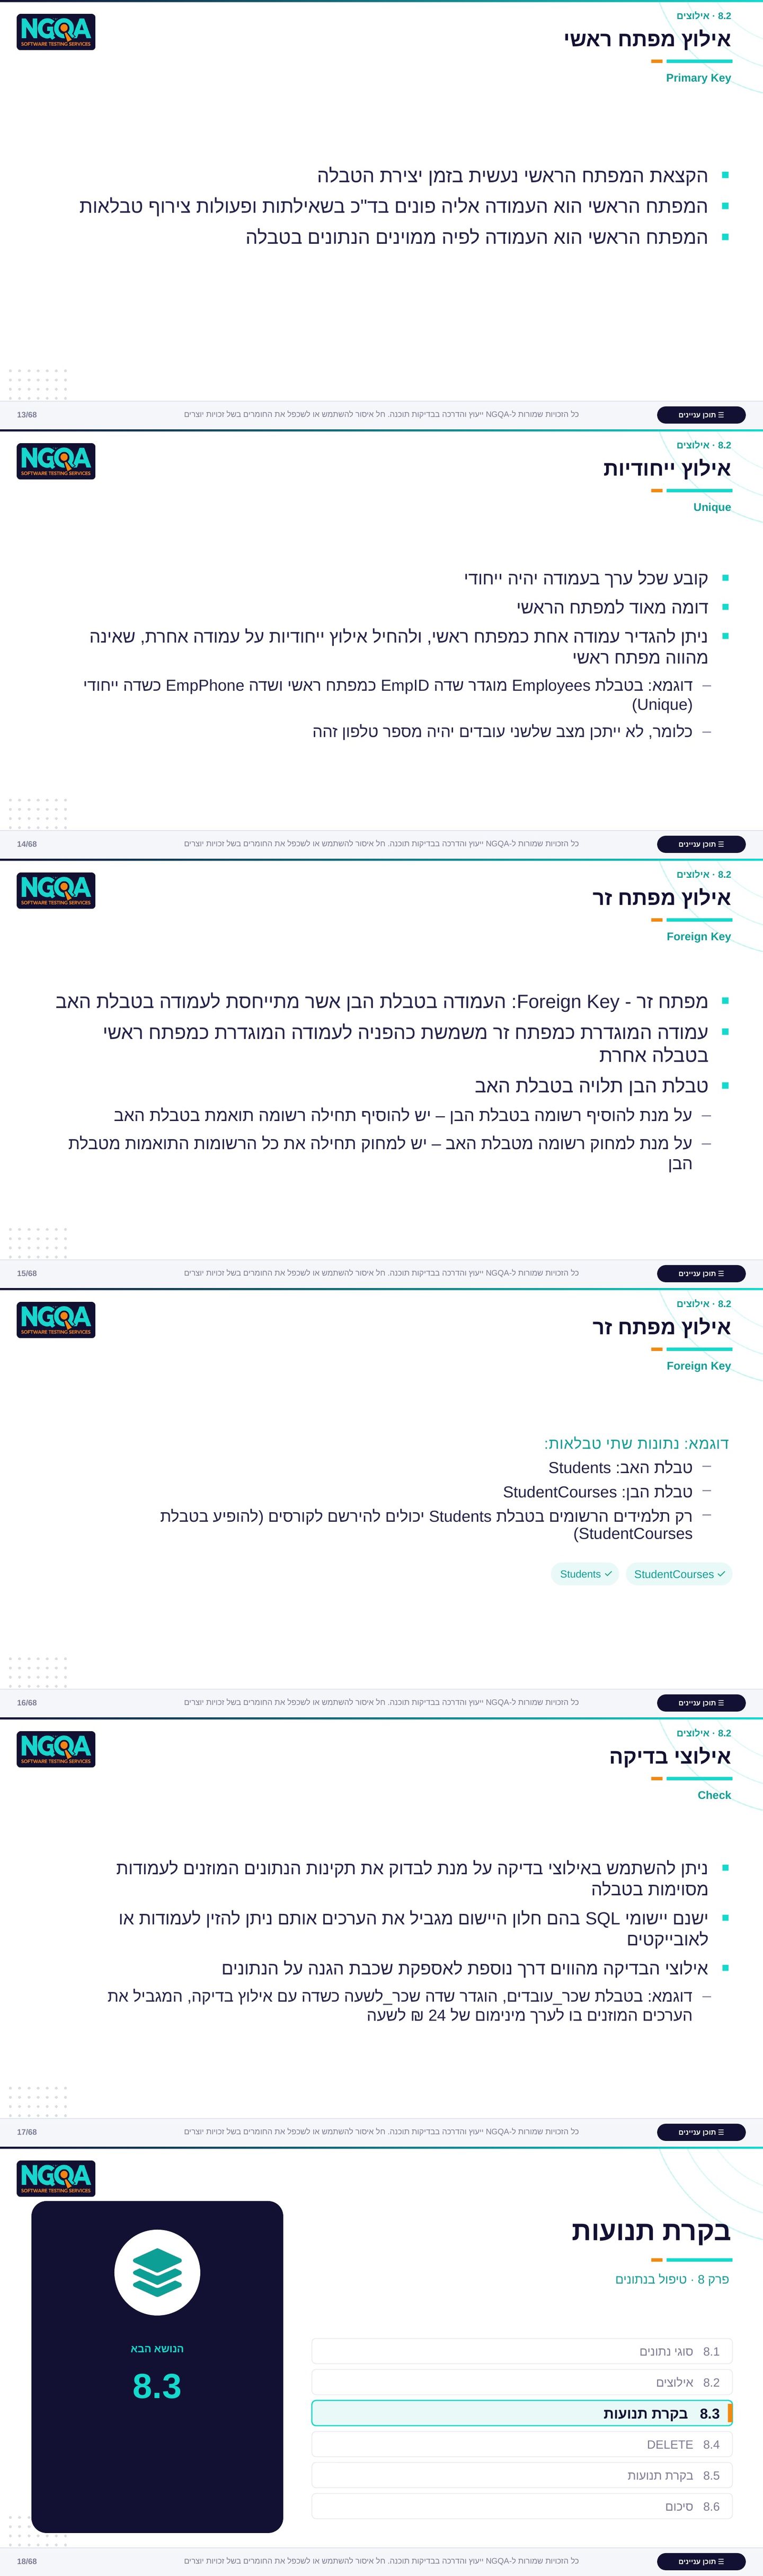 8.2 · אילוצים
NGQA
SOFTWARE TESTING SERVICES
אילוץ מפתח ראשי
Primary Key
הקצאת המפתח הראשי נעשית בזמן יצירת הטבלה
המפתח הראשי הוא העמודה אליה פונים בד"כ בשאילתות ופעולות צירוף טבלאות
המפתח הראשי הוא העמודה לפיה ממוינים הנתונים בטבלה
☰ תוכן עניינים
כל הזכויות שמורות ל-NGQA ייעוץ והדרכה בבדיקות תוכנה. חל איסור להשתמש או לשכפל את החומרים בשל זכויות יוצרים
13/68
8.2 · אילוצים
NGQA
SOFTWARE TESTING SERVICES
אילוץ ייחודיות
Unique
קובע שכל ערך בעמודה יהיה ייחודי
דומה מאוד למפתח הראשי
ניתן להגדיר עמודה אחת כמפתח ראשי, ולהחיל אילוץ ייחודיות על עמודה אחרת, שאינה
מהווה מפתח ראשי
– דוגמא: בטבלת Employees מוגדר שדה EmpID כמפתח ראשי ושדה EmpPhone כשדה ייחודי
(Unique)
– כלומר, לא ייתכן מצב שלשני עובדים יהיה מספר טלפון זהה
☰ תוכן עניינים
כל הזכויות שמורות ל-NGQA ייעוץ והדרכה בבדיקות תוכנה. חל איסור להשתמש או לשכפל את החומרים בשל זכויות יוצרים
14/68
8.2 · אילוצים
NGQA
SOFTWARE TESTING SERVICES
אילוץ מפתח זר
Foreign Key
מפתח זר - Foreign Key: העמודה בטבלת הבן אשר מתייחסת לעמודה בטבלת האב
עמודה המוגדרת כמפתח זר משמשת כהפניה לעמודה המוגדרת כמפתח ראשי
בטבלה אחרת
טבלת הבן תלויה בטבלת האב
– על מנת להוסיף רשומה בטבלת הבן – יש להוסיף תחילה רשומה תואמת בטבלת האב
– על מנת למחוק רשומה מטבלת האב – יש למחוק תחילה את כל הרשומות התואמות מטבלת
הבן
☰ תוכן עניינים
כל הזכויות שמורות ל-NGQA ייעוץ והדרכה בבדיקות תוכנה. חל איסור להשתמש או לשכפל את החומרים בשל זכויות יוצרים
15/68
8.2 · אילוצים
NGQA
SOFTWARE TESTING SERVICES
אילוץ מפתח זר
Foreign Key
דוגמא: נתונות שתי טבלאות:
– טבלת האב: Students
– טבלת הבן: StudentCourses
– רק תלמידים הרשומים בטבלת Students יכולים להירשם לקורסים (להופיע בטבלת
StudentCourses)
✓ StudentCourses ✓ Students
☰ תוכן עניינים
כל הזכויות שמורות ל-NGQA ייעוץ והדרכה בבדיקות תוכנה. חל איסור להשתמש או לשכפל את החומרים בשל זכויות יוצרים
16/68
8.2 · אילוצים
NGQA
SOFTWARE TESTING SERVICES
אילוצי בדיקה
Check
ניתן להשתמש באילוצי בדיקה על מנת לבדוק את תקינות הנתונים המוזנים לעמודות
מסוימות בטבלה
ישנם יישומי SQL בהם חלון היישום מגביל את הערכים אותם ניתן להזין לעמודות או
לאובייקטים
אילוצי הבדיקה מהווים דרך נוספת לאספקת שכבת הגנה על הנתונים
– דוגמא: בטבלת שכר_עובדים, הוגדר שדה שכר_לשעה כשדה עם אילוץ בדיקה, המגביל את
הערכים המוזנים בו לערך מינימום של 24 ₪ לשעה
☰ תוכן עניינים
כל הזכויות שמורות ל-NGQA ייעוץ והדרכה בבדיקות תוכנה. חל איסור להשתמש או לשכפל את החומרים בשל זכויות יוצרים
17/68
NGQA
SOFTWARE TESTING SERVICES
בקרת תנועות
פרק 8 · טיפול בנתונים
8.1 סוגי נתונים
8.2 אילוצים
8.3 בקרת תנועות
8.4 DELETE
8.5 בקרת תנועות
8.6 סיכום
הנושא הבא
8.3
☰ תוכן עניינים
כל הזכויות שמורות ל-NGQA ייעוץ והדרכה בבדיקות תוכנה. חל איסור להשתמש או לשכפל את החומרים בשל זכויות יוצרים
18/68